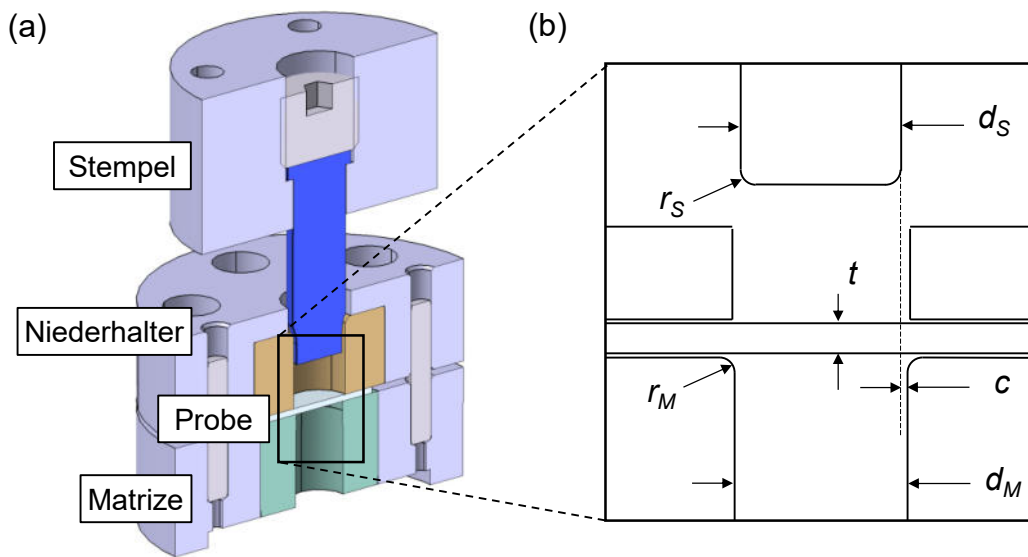 (a)
Stempel
Niederhalter
Probe
Matrize
(b)
d_S
r_S
t
r_M
c
d_M